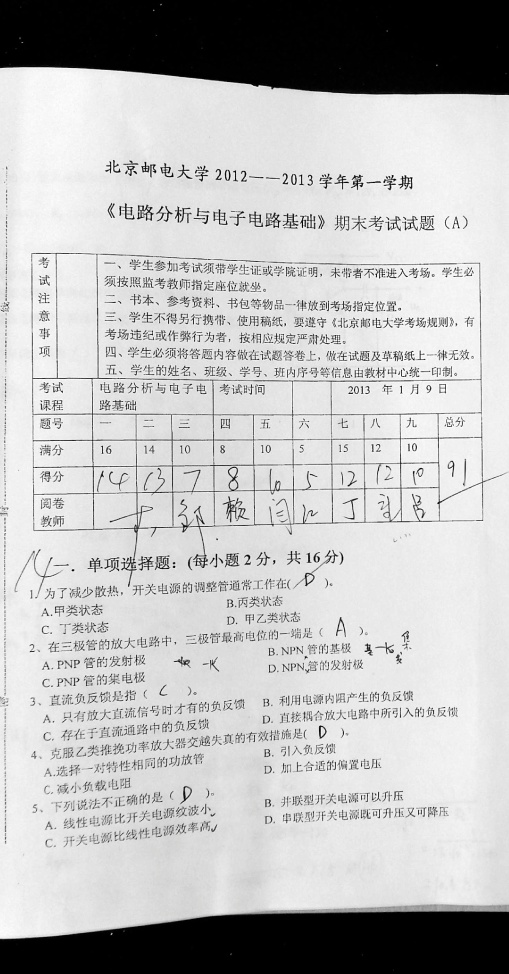 北京邮电大学2012——2013学年第一学期
《电路分析与电子电路基础》期末考试试题（A）
考试注意事项
一、学生参加考试须带学生证或学院证明，未带者不准进入考场。学生必
须按照监考教师指定座位就坐。
二、书本、参考资料、书包等物品一律放到考场指定位置。
三、学生不得另行携带、使用稿纸，要遵守《北京邮电大学考场规则》，有
考场违纪或作弊行为者，按相应规定严肃处理。
四、学生必须将答题内容做在试题答卷上，做在试题及草稿纸上一律无效。
五、学生的姓名、班级、学号、班内序号等信息由教材中心统一印制。
考试课程 电路分析与电子电路基础 考试时间 2013 年 1 月 9 日
题号 一 二 三 四 五 六 七 八 九 总分
满分 16 14 10 8 10 5 15 12 10
得分 14 13 7 8 10 5 12 12 10 91
阅卷教师
14 一．单项选择题：(每小题 2 分，共 16 分)
1、为了减少散热，开关电源的调整管通常工作在( D )。
A.甲类状态 B.丙类状态
C. 丁类状态 D. 甲乙类状态
2、在三极管的放大电路中，三极管最高电位的一端是（ A ）。
A. PNP 管的发射极 B. NPN 管的基极
C. PNP 管的集电极 D. NPN 管的发射极
3、直流负反馈是指（ C ）。
A. 只有放大直流信号时才有的负反馈 B. 利用电源内阻产生的负反馈
C. 存在于直流通路中的负反馈 D. 直接耦合放大电路中所引入的负反馈
4、克服乙类推挽功率放大器交越失真的有效措施是( D )。
A.选择一对特性相同的功放管 B. 引入负反馈
C. 减小负载电阻 D. 加上合适的偏置电压
5、下列说法不正确的是（ D ）。
A. 线性电源比开关电源纹波小 B. 并联型开关电源可以升压
C. 开关电源比线性电源效率高 D. 串联型开关电源既可升压又可降压